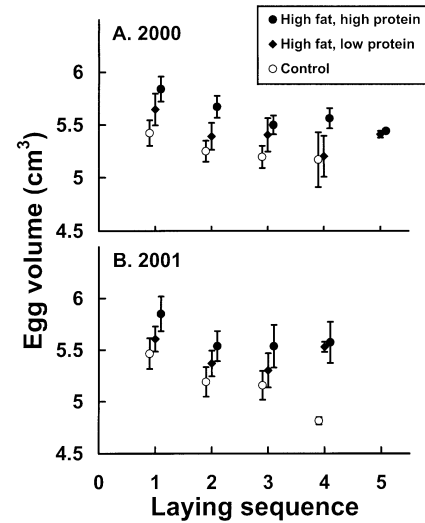 High fat, high protein
High fat, low protein
Control
A. 2000
6
5.5
5
4.5
B. 2001
6
5.5
5
4.5
0 1 2 3 4 5
Egg volume (cm³)
Laying sequence